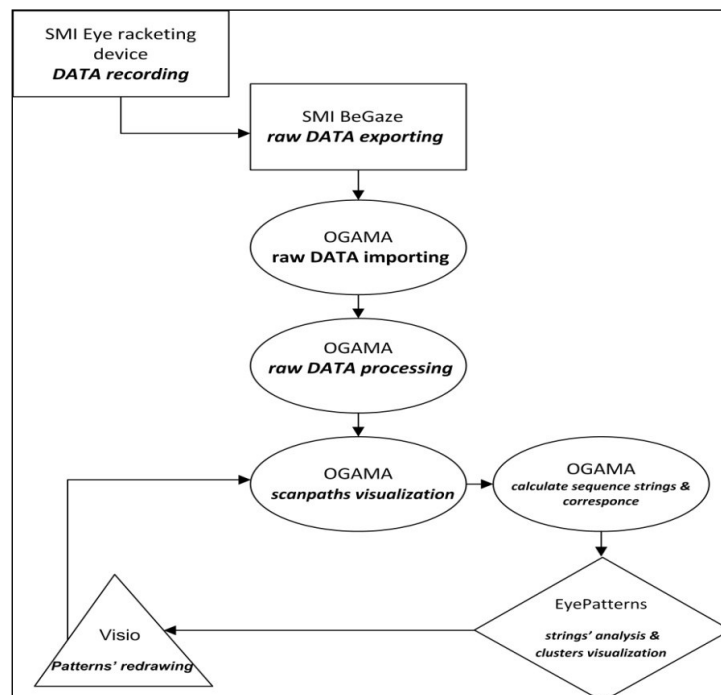 SMI Eye racketing
device
DATA recording
SMI BeGaze
raw DATA exporting
OGAMA
raw DATA importing
OGAMA
raw DATA processing
OGAMA
scanpaths visualization
OGAMA
calculate sequence strings &
corresponce
EyePatterns
strings' analysis &
clusters visualization
Visio
Patterns' redrawing